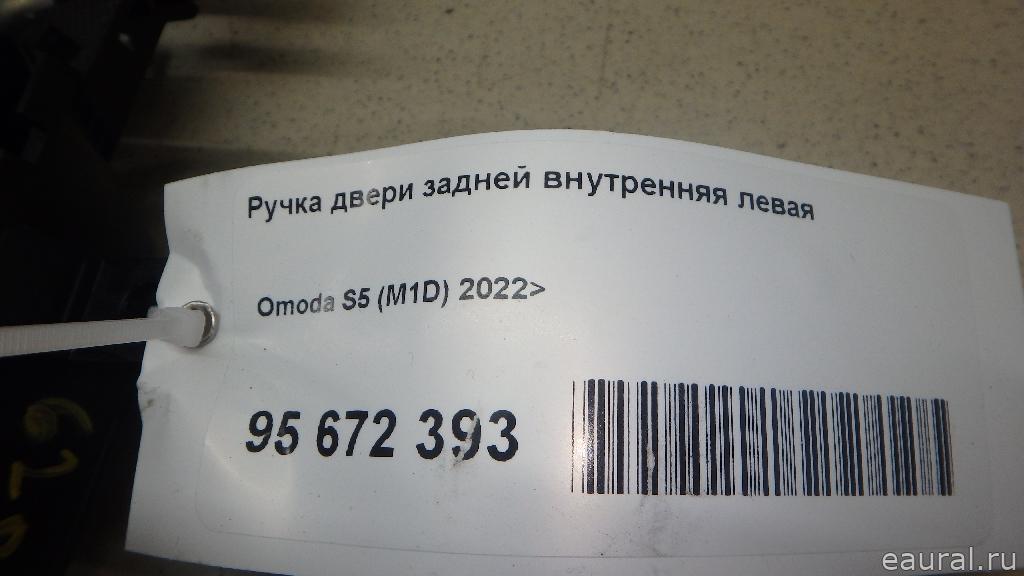 Ручка двери задней внутренняя левая
Omoda S5 (M1D) 2022>
95 672 393
eaural.ru